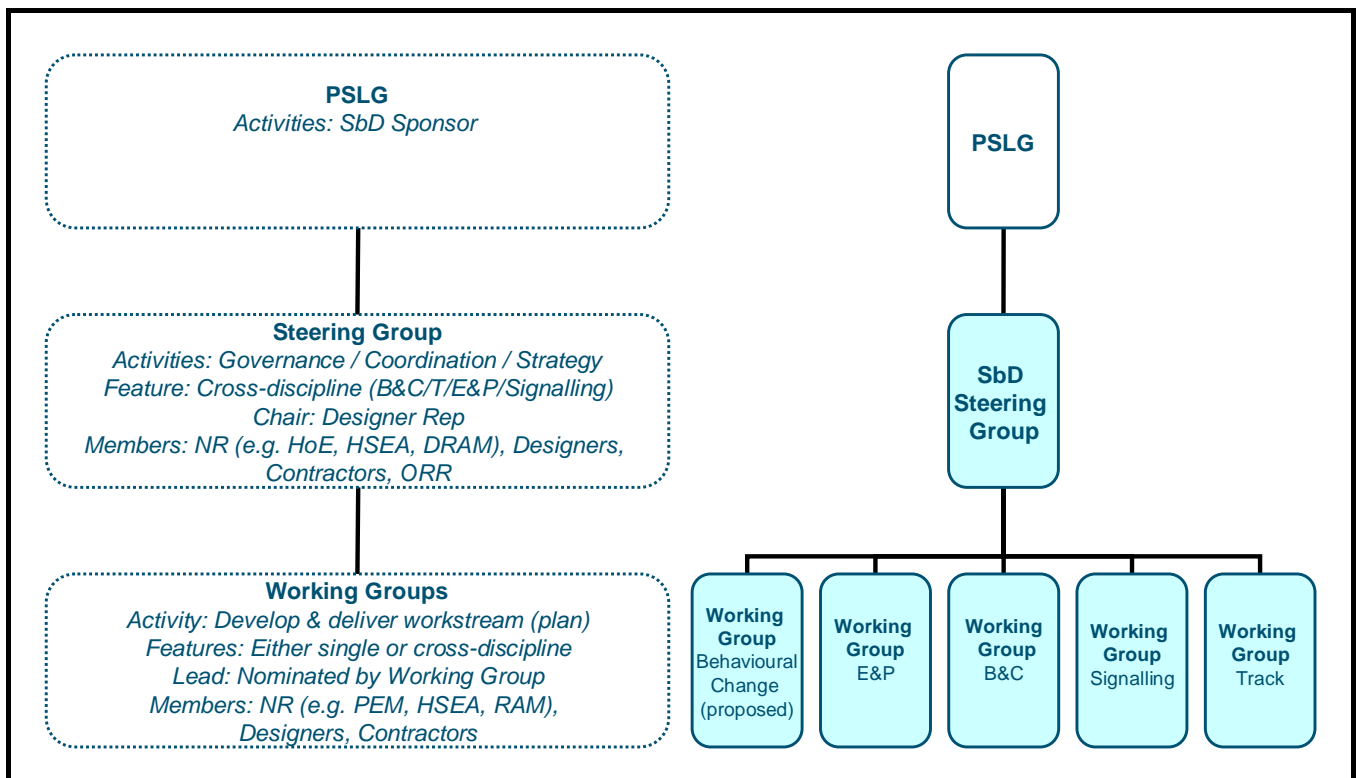 PSLG
Activities: SbD Sponsor
Steering Group
Activities: Governance / Coordination / Strategy
Feature: Cross-discipline (B&C/T/E&P/Signalling)
Chair: Designer Rep
Members: NR (e.g. HoE, HSEA, DRAM), Designers,
Contractors, ORR
Working Groups
Activity: Develop & deliver workstream (plan)
Features: Either single or cross-discipline
Lead: Nominated by Working Group
Members: NR (e.g. PEM, HSEA, RAM),
Designers, Contractors
PSLG
SbD
Steering
Group
Working
Group
Behavioural
Change
(proposed)
Working
Group
E&P
Working
Group
B&C
Working
Group
Signalling
Working
Group
Track